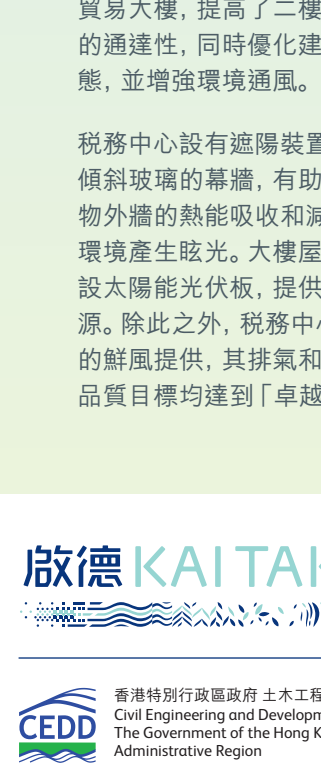 貿易大樓, 提高了二樓
的通達性, 同時優化建
態, 並增強環境通風。
稅務中心設有遮陽裝置
傾斜玻璃的幕牆, 有助
物外牆的熱能吸收和減
環境產生眩光。大樓屋
設太陽能光伏板, 提供
源。除此之外, 稅務中心
的鮮風提供, 其排氣和
品質目標均達到「卓越
啟德 KAI TAK
香港特別行政區政府 土木工程
CEDD
Civil Engineering and Developm
The Government of the Hong K
Administrative Region